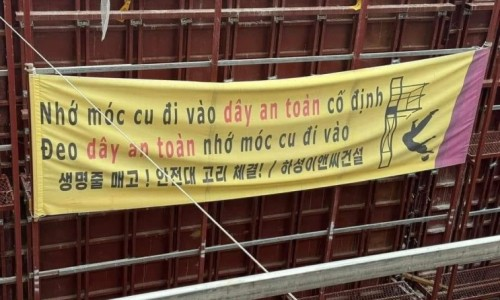 Nhớ móc cu đi vào dây an toàn cố định
Đeo dây an toàn nhớ móc cu đi vào
생명줄 매고! 안전대 고리 체결! / 하성이앤씨건설